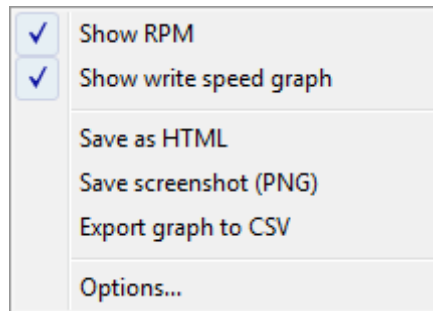 Show RPM
Show write speed graph
Save as HTML
Save screenshot (PNG)
Export graph to CSV
Options...